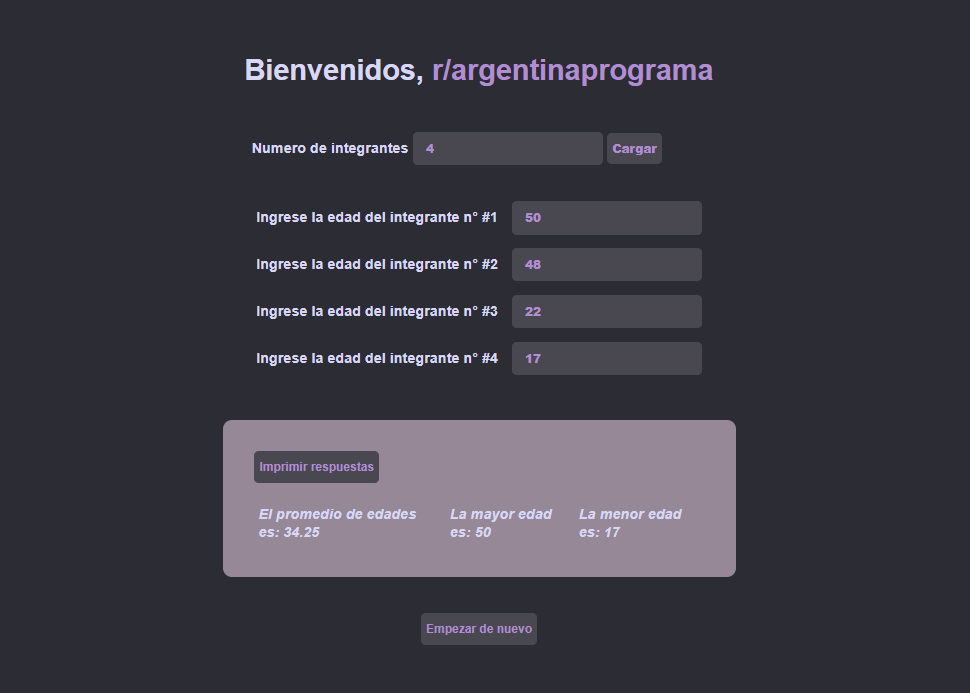 Bienvenidos, r/argentinaprograma
Numero de integrantes 4 Cargar
Ingrese la edad del integrante n° #1 50
Ingrese la edad del integrante n° #2 48
Ingrese la edad del integrante n° #3 22
Ingrese la edad del integrante n° #4 17
Imprimir respuestas
El promedio de edades
es: 34.25
La mayor edad
es: 50
La menor edad
es: 17
Empezar de nuevo